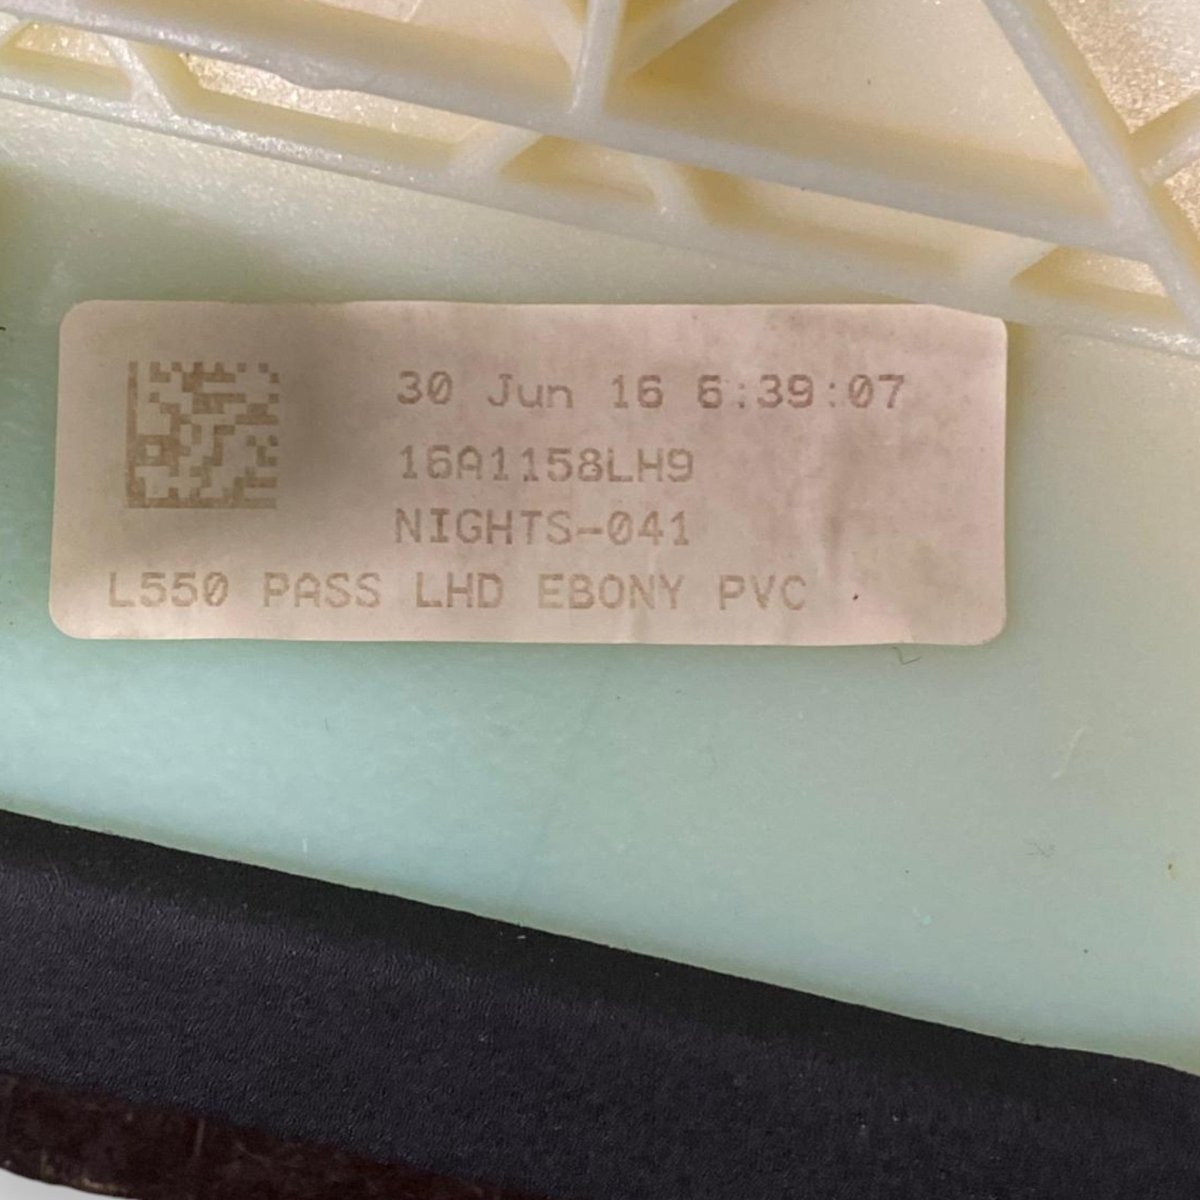 30 Jun 16 6:39:07
16A1158LH9
NIGHTS-041
L550 PASS LHD EBONY PVC